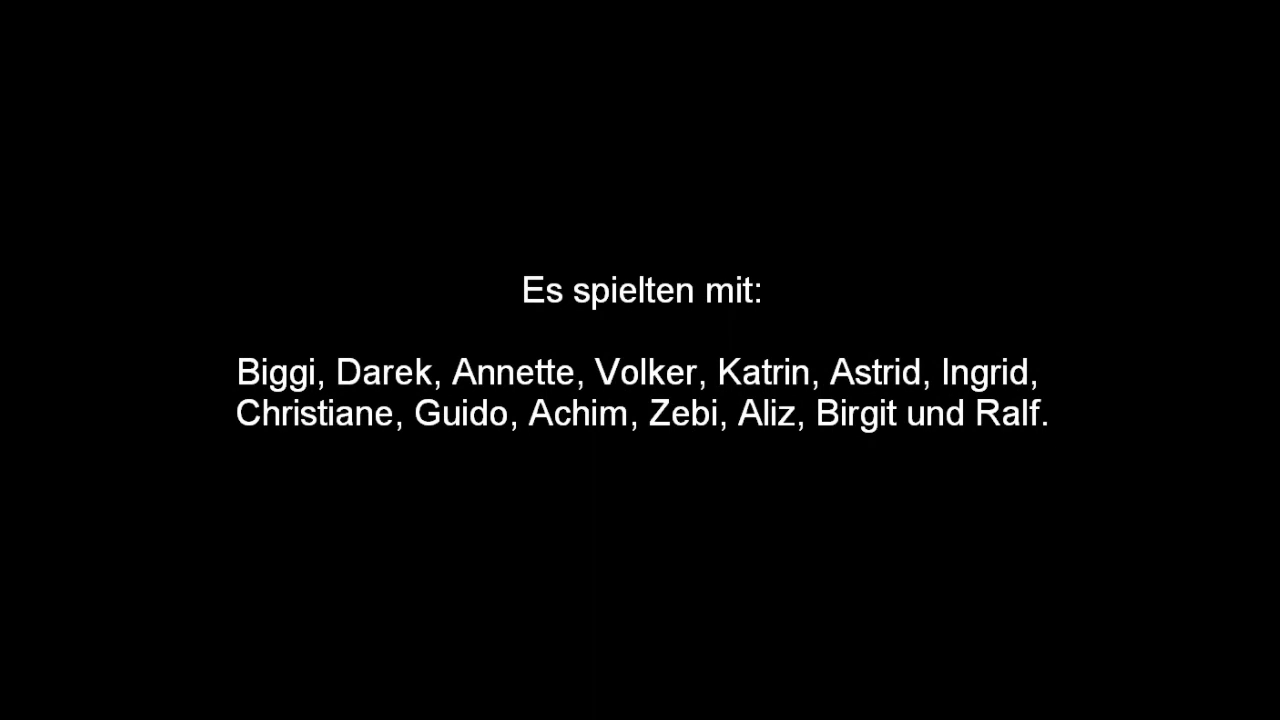 Es spielten mit:
Biggi, Darek, Annette, Volker, Katrin, Astrid, Ingrid,
Christiane, Guido, Achim, Zebi, Aliz, Birgit und Ralf.